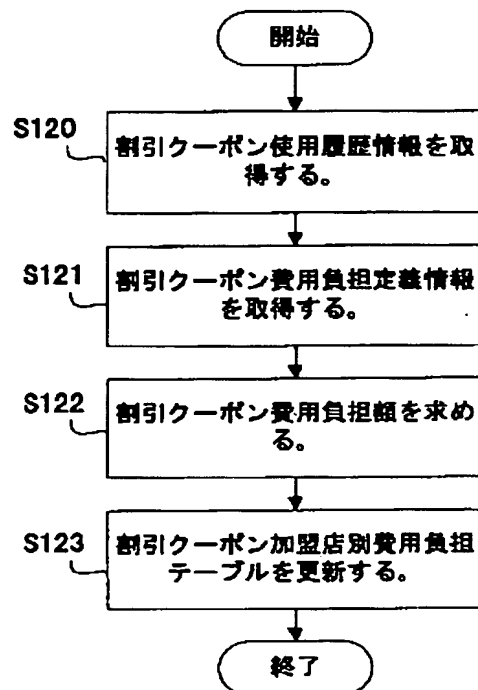 開始
S120
割引クーポン使用履歴情報を取
得する。
S121
割引クーポン費用負担定義情報
を取得する。
S122
割引クーポン費用負担額を求め
る。
S123
割引クーポン加盟店別費用負担
テーブルを更新する。
終了